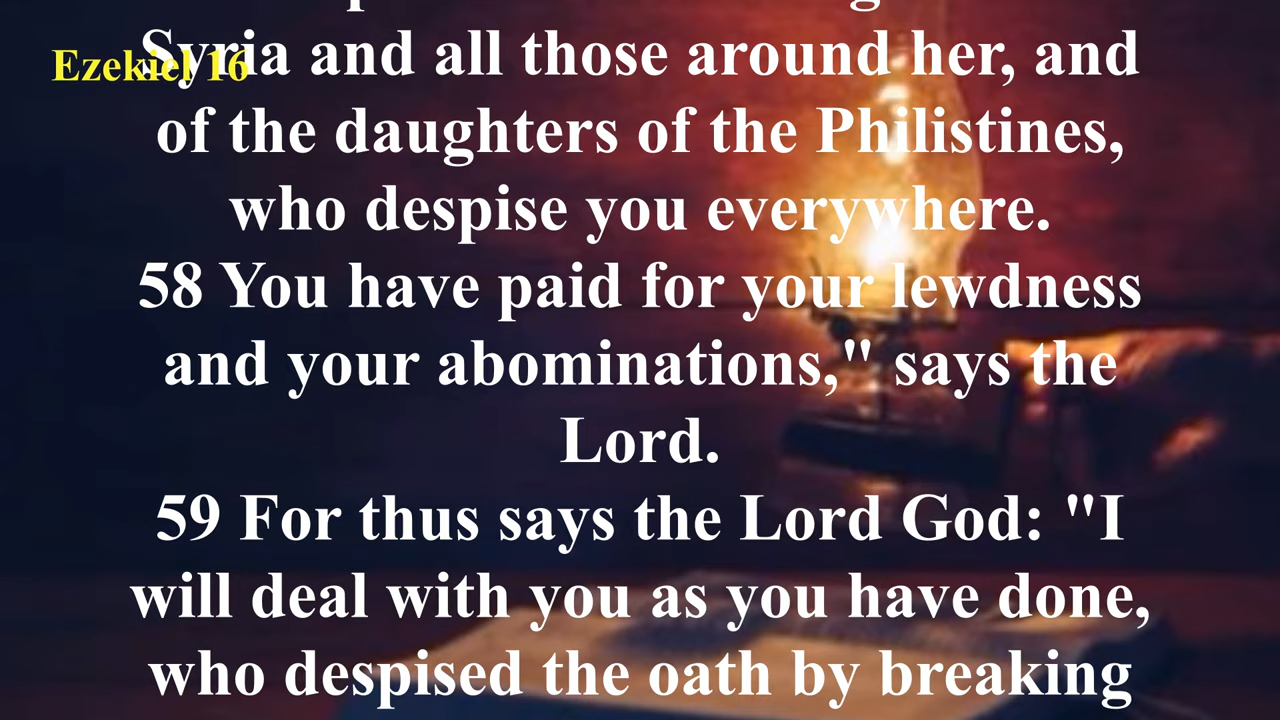 Ezekiel 16
Syria and all those around her, and
of the daughters of the Philistines,
who despise you everywhere.
58 You have paid for your lewdness
and your abominations," says the
Lord.
59 For thus says the Lord God: "I
will deal with you as you have done,
who despised the oath by breaking